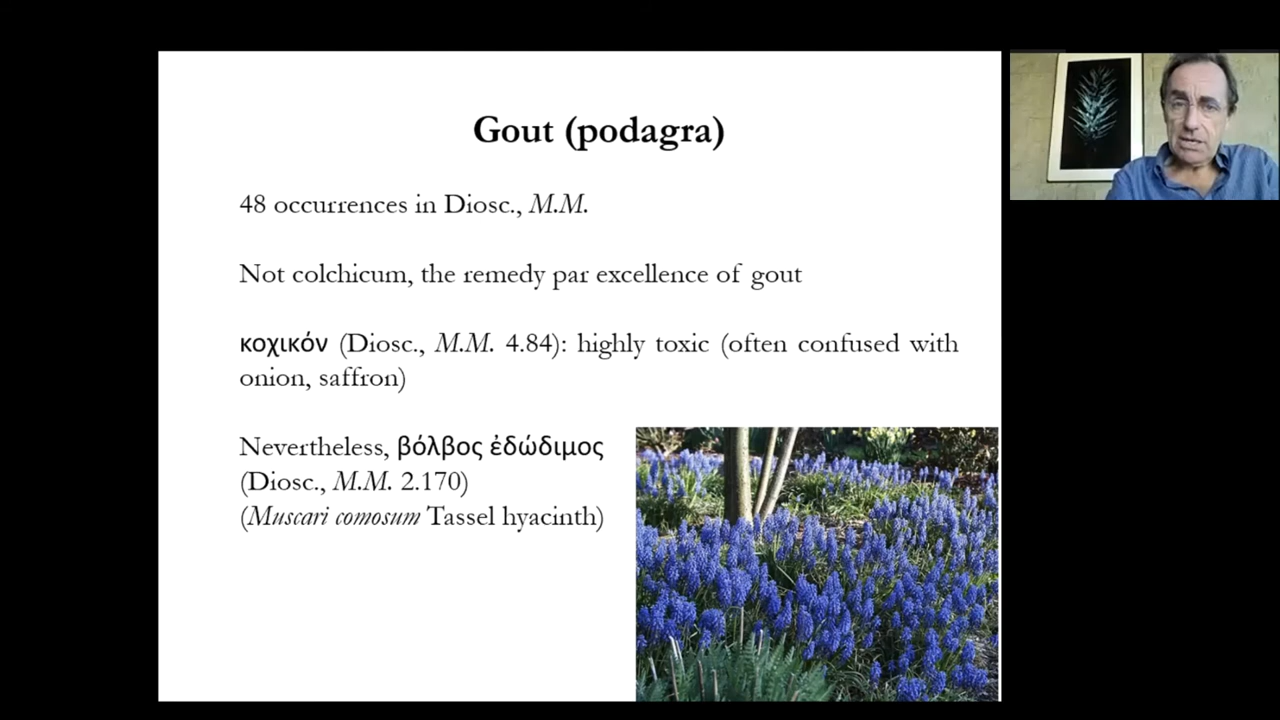 Gout (podagra)
48 occurrences in Diosc., M.M.
Not colchicum, the remedy par excellence of gout
κοχικόν (Diosc., M.M. 4.84): highly toxic (often confused with
onion, saffron)
Nevertheless, βόλβος ἐδώδιμος
(Diosc., M.M. 2.170)
(Muscari comosum Tassel hyacinth)